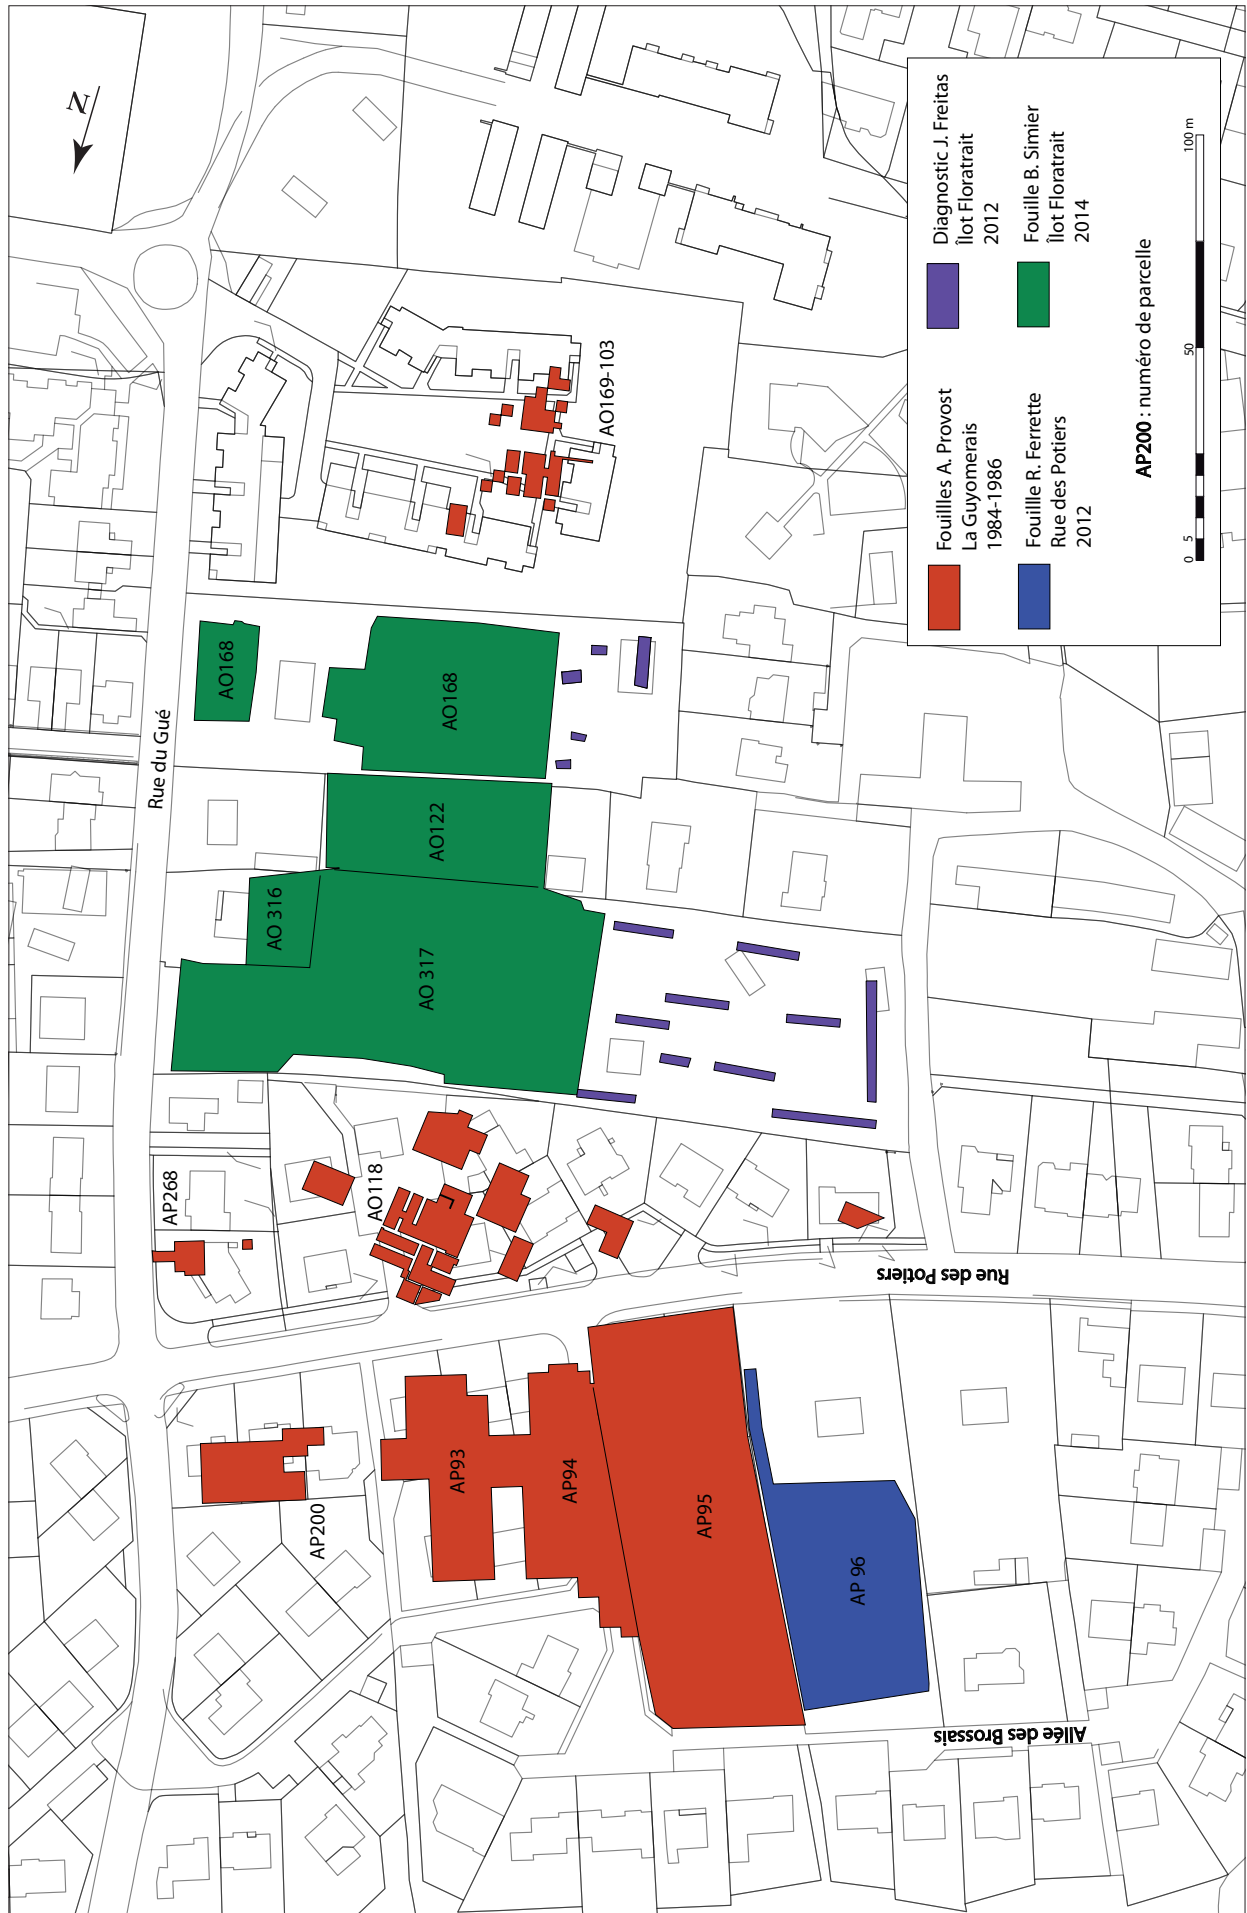 N
Rue du Gué
AO168
AO168
AO122
AO 316
AO 317
AO169-103
AP268
AO118
AP200
AP93
AP94
AP95
AP 96
Rue des Potiers
Allée des Brossais
Fouillles A. Provost
La Guyomerais
1984-1986
Diagnostic J. Freitas
Îlot Floratrait
2012
Fouille R. Ferrette
Rue des Potiers
2012
Fouille B. Simier
Îlot Floratrait
2014
AP200 : numéro de parcelle
0 5 50 100 m